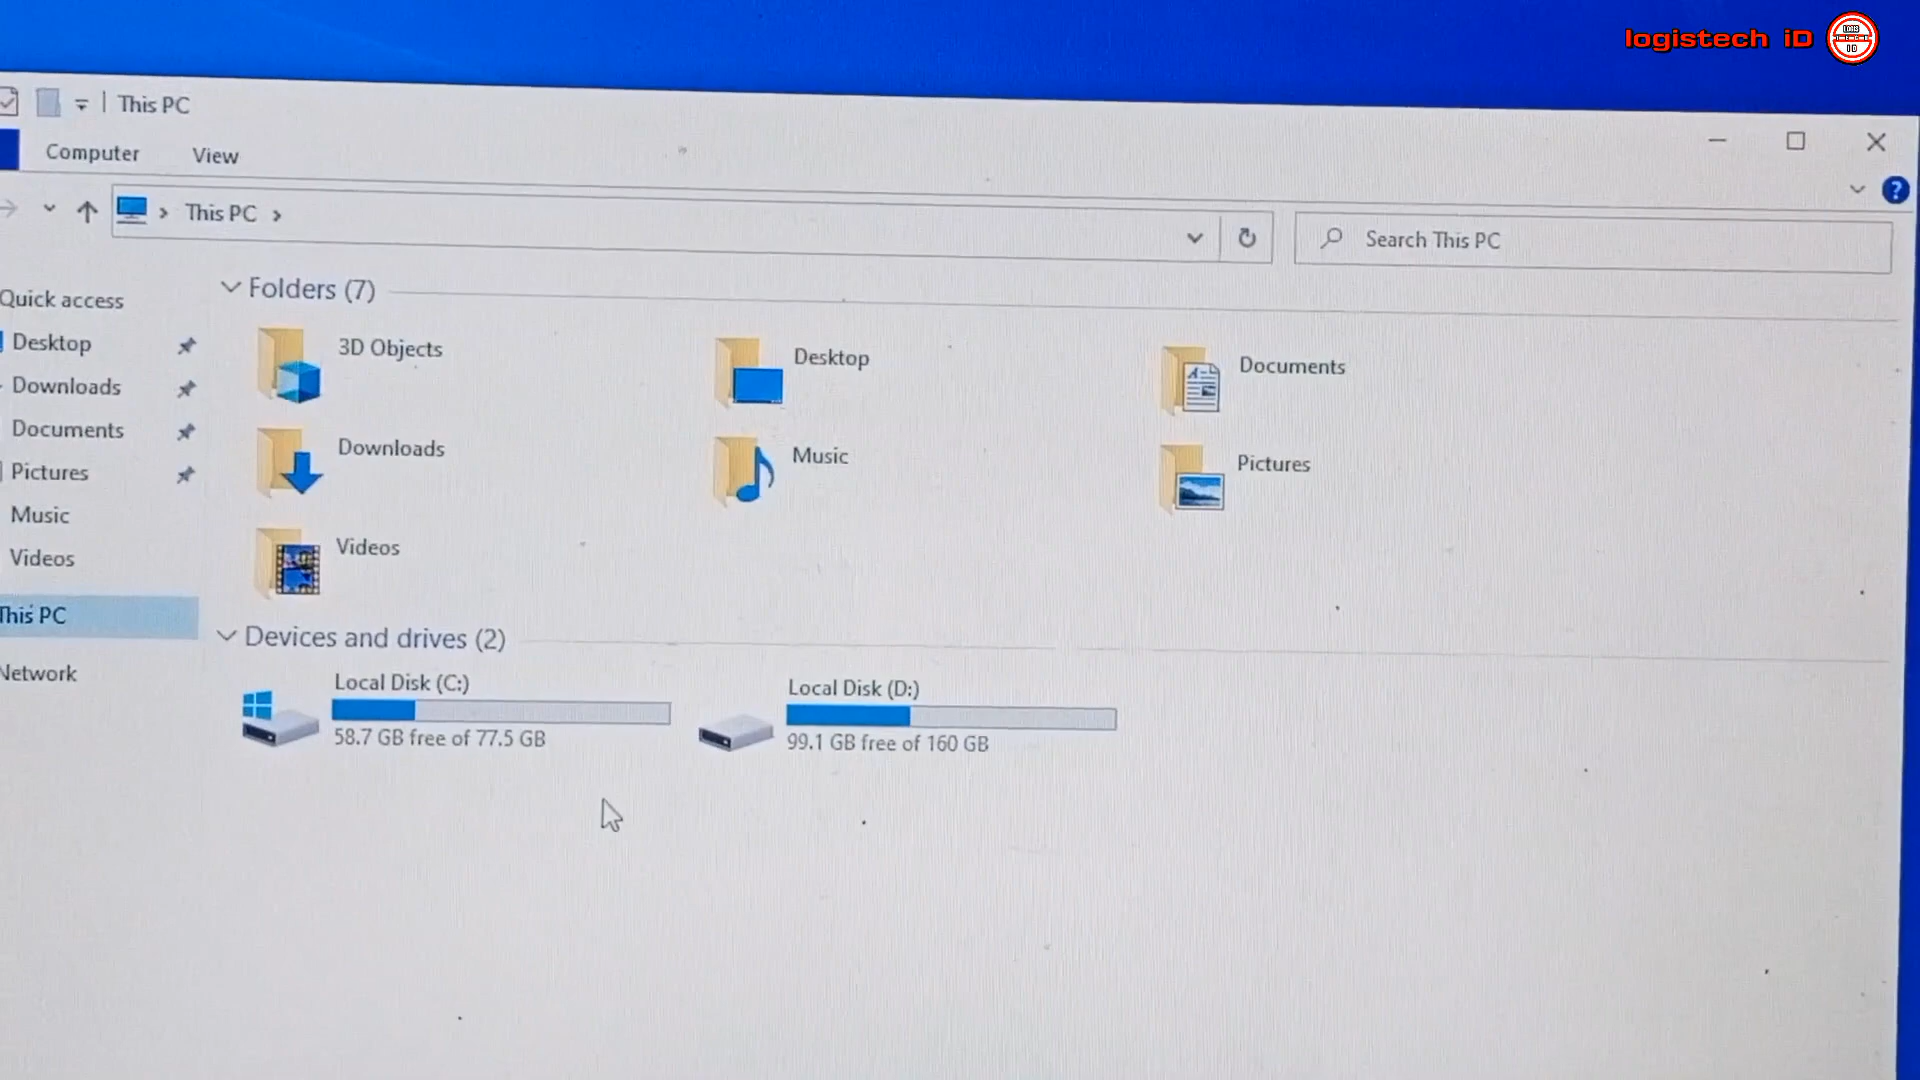 logistech iD
This PC
Computer
View
This PC
Search This PC
Quick access
Desktop
Downloads
Documents
Pictures
Music
Videos
This PC
Network
Folders (7)
3D Objects
Desktop
Documents
Downloads
Music
Pictures
Videos
Devices and drives (2)
Local Disk (C:)
58.7 GB free of 77.5 GB
Local Disk (D:)
99.1 GB free of 160 GB